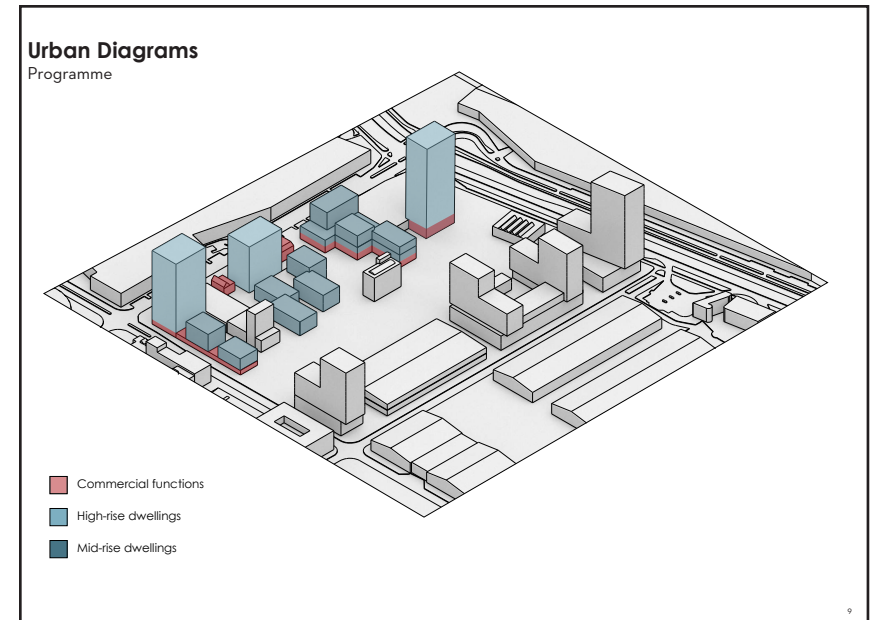 Urban Diagrams
Programme
Commercial functions
High-rise dwellings
Mid-rise dwellings
9